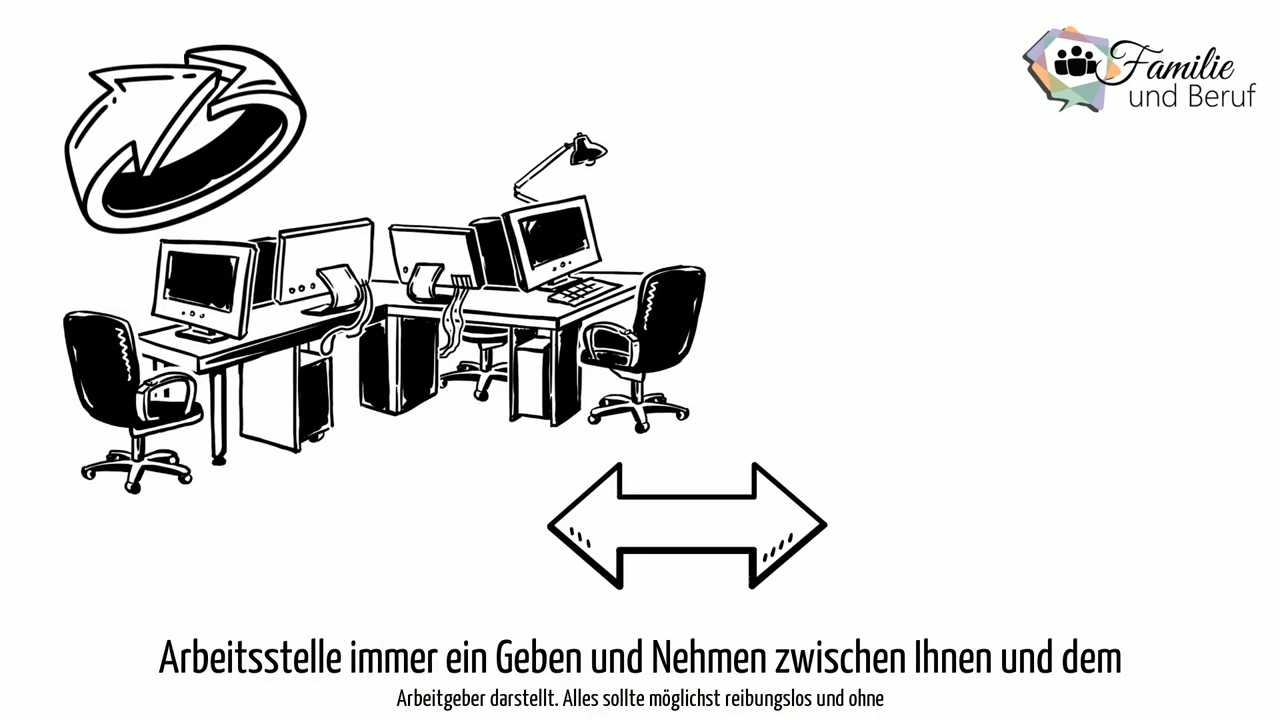 Familie
und Beruf
Arbeitsstelle immer ein Geben und Nehmen zwischen Ihnen und dem
Arbeitgeber darstellt. Alles sollte möglichst reibungslos und ohne